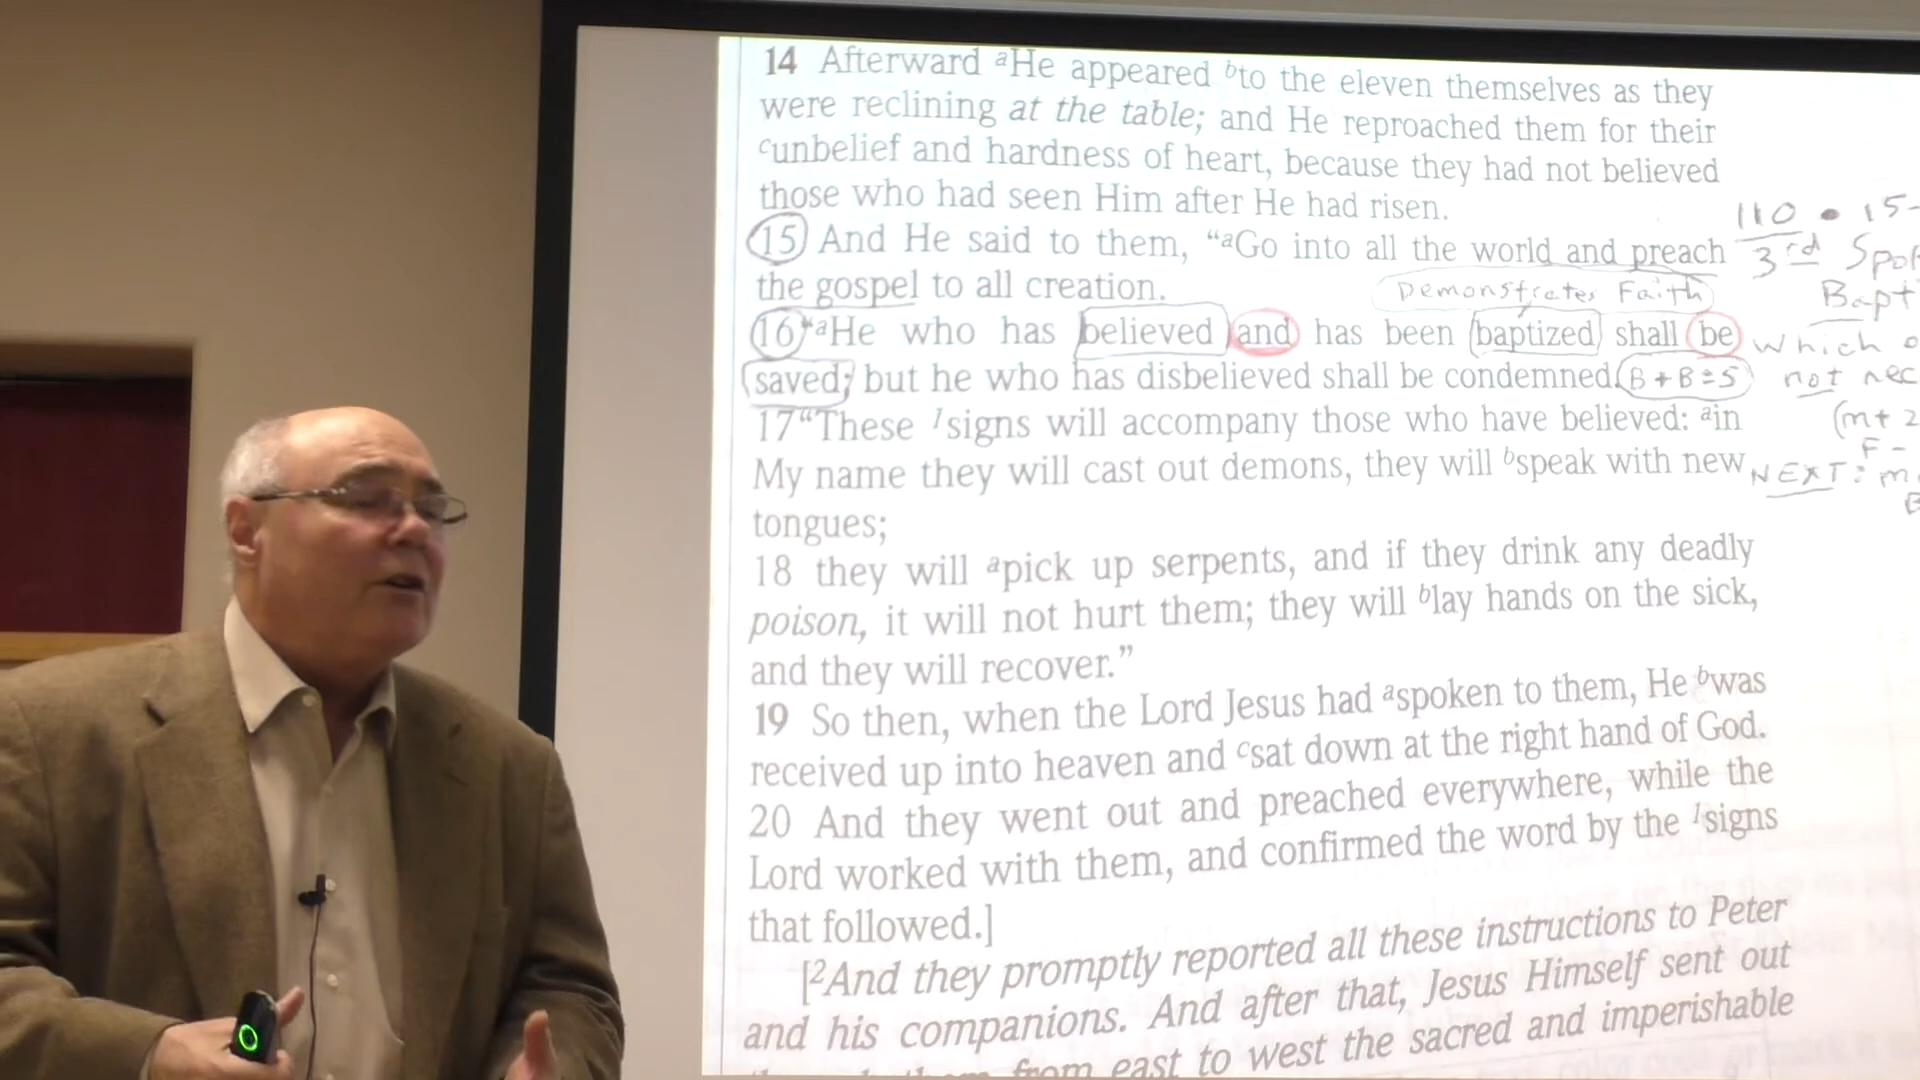 14 Afterward aHe appeared bto the eleven themselves as they
were reclining at the table; and He reproached them for their
cunbelief and hardness of heart, because they had not believed
those who had seen Him after He had risen.
15 And He said to them, “aGo into all the world and preach
the gospel to all creation.
Demonstrates Faith
16 “aHe who has believed and has been baptized shall be
saved; but he who has disbelieved shall be condemned. B+B=S
17 “These 1signs will accompany those who have believed: ain
My name they will cast out demons, they will bspeak with new
tongues;
18 they will apick up serpents, and if they drink any deadly
poison, it will not hurt them; they will blay hands on the sick,
and they will recover.”
19 So then, when the Lord Jesus had aspoken to them, He bwas
received up into heaven and csat down at the right hand of God.
20 And they went out and preached everywhere, while the
Lord worked with them, and confirmed the word by the 1signs
that followed.]
[2And they promptly reported all these instructions to Peter
and his companions. And after that, Jesus Himself sent out
from east to west the sacred and imperishable
110 • 15-
3rd
Bapt
which
not nec
(mt 2
F -
NEXT: m